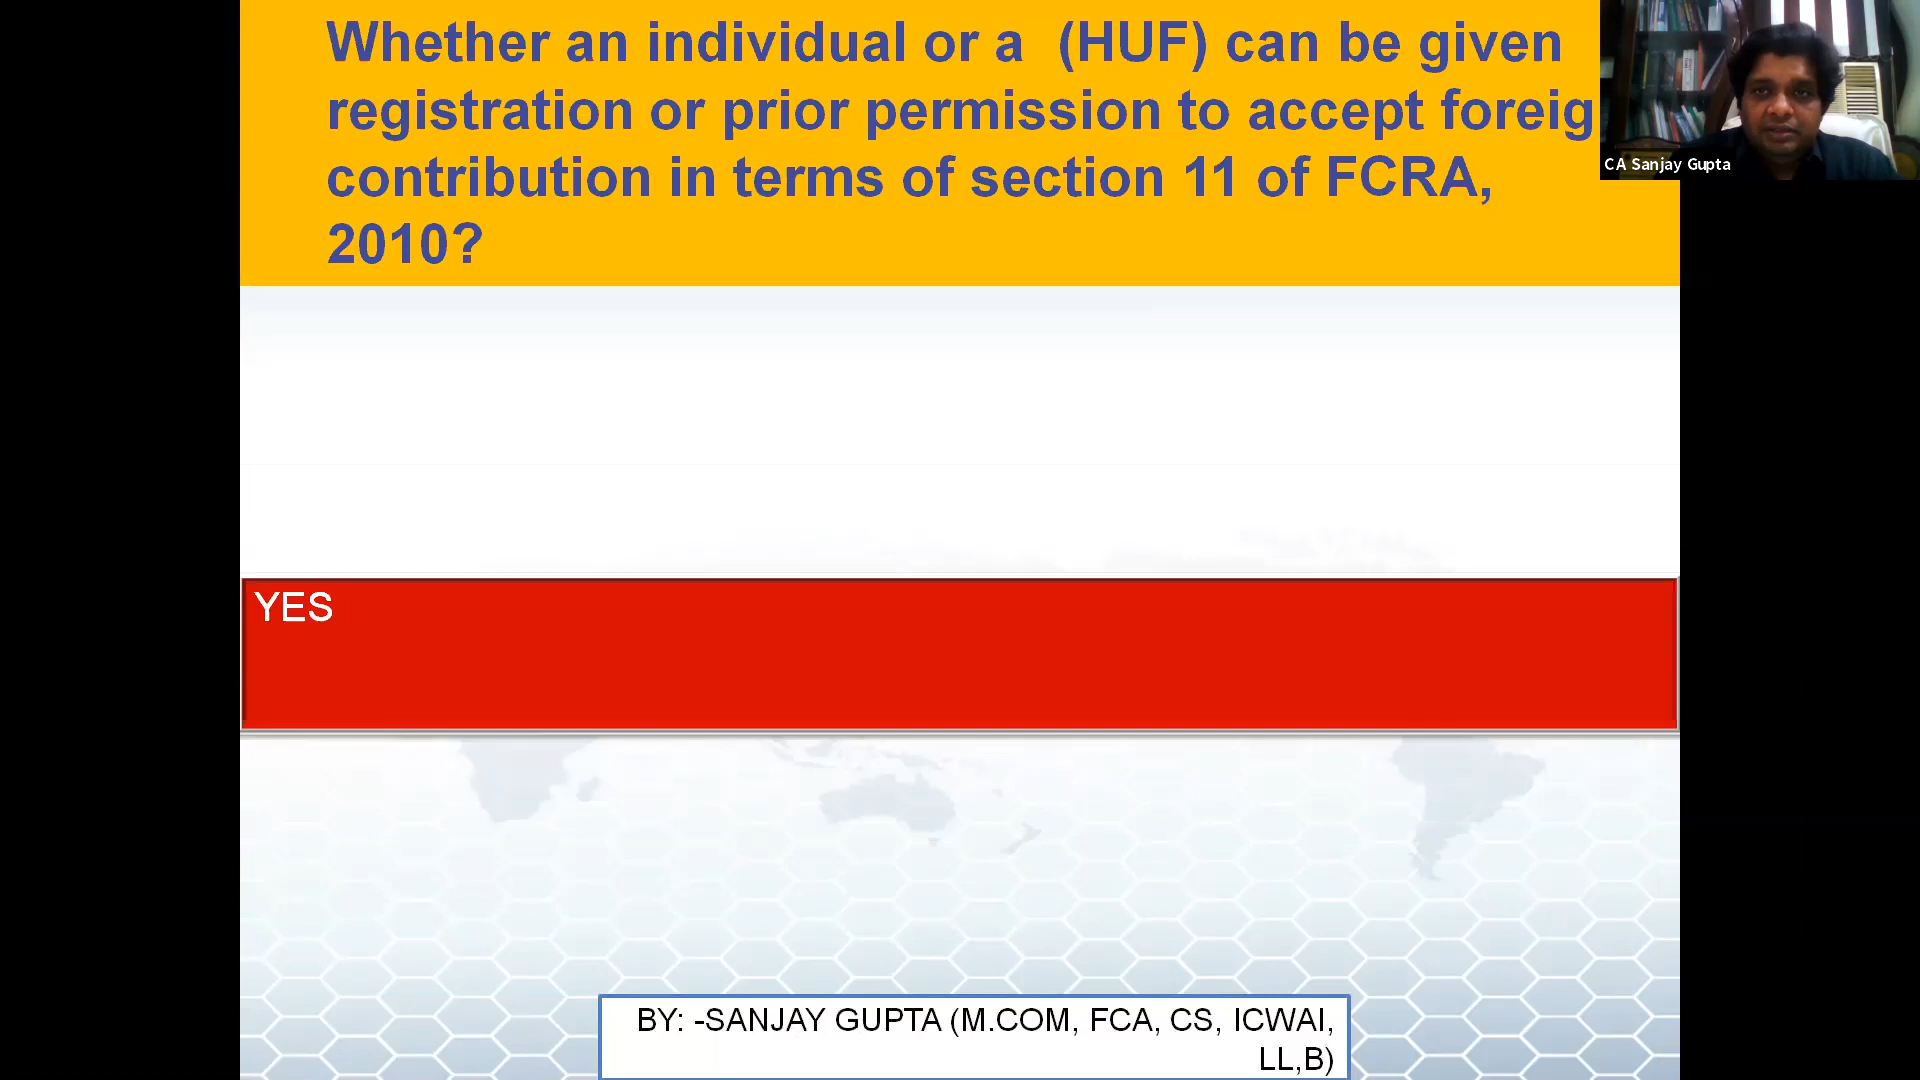 Whether an individual or a (HUF) can be given
registration or prior permission to accept foreig
contribution in terms of section 11 of FCRA,
2010?
CA Sanjay Gupta
YES
BY: -SANJAY GUPTA (M.COM, FCA, CS, ICWAI,
LL,B)